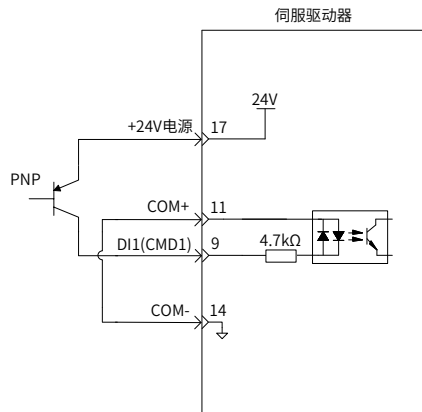 伺服驱动器
24V
+24V电源 17
PNP
COM+ 11
DI1(CMD1) 9 4.7kΩ
COM- 14